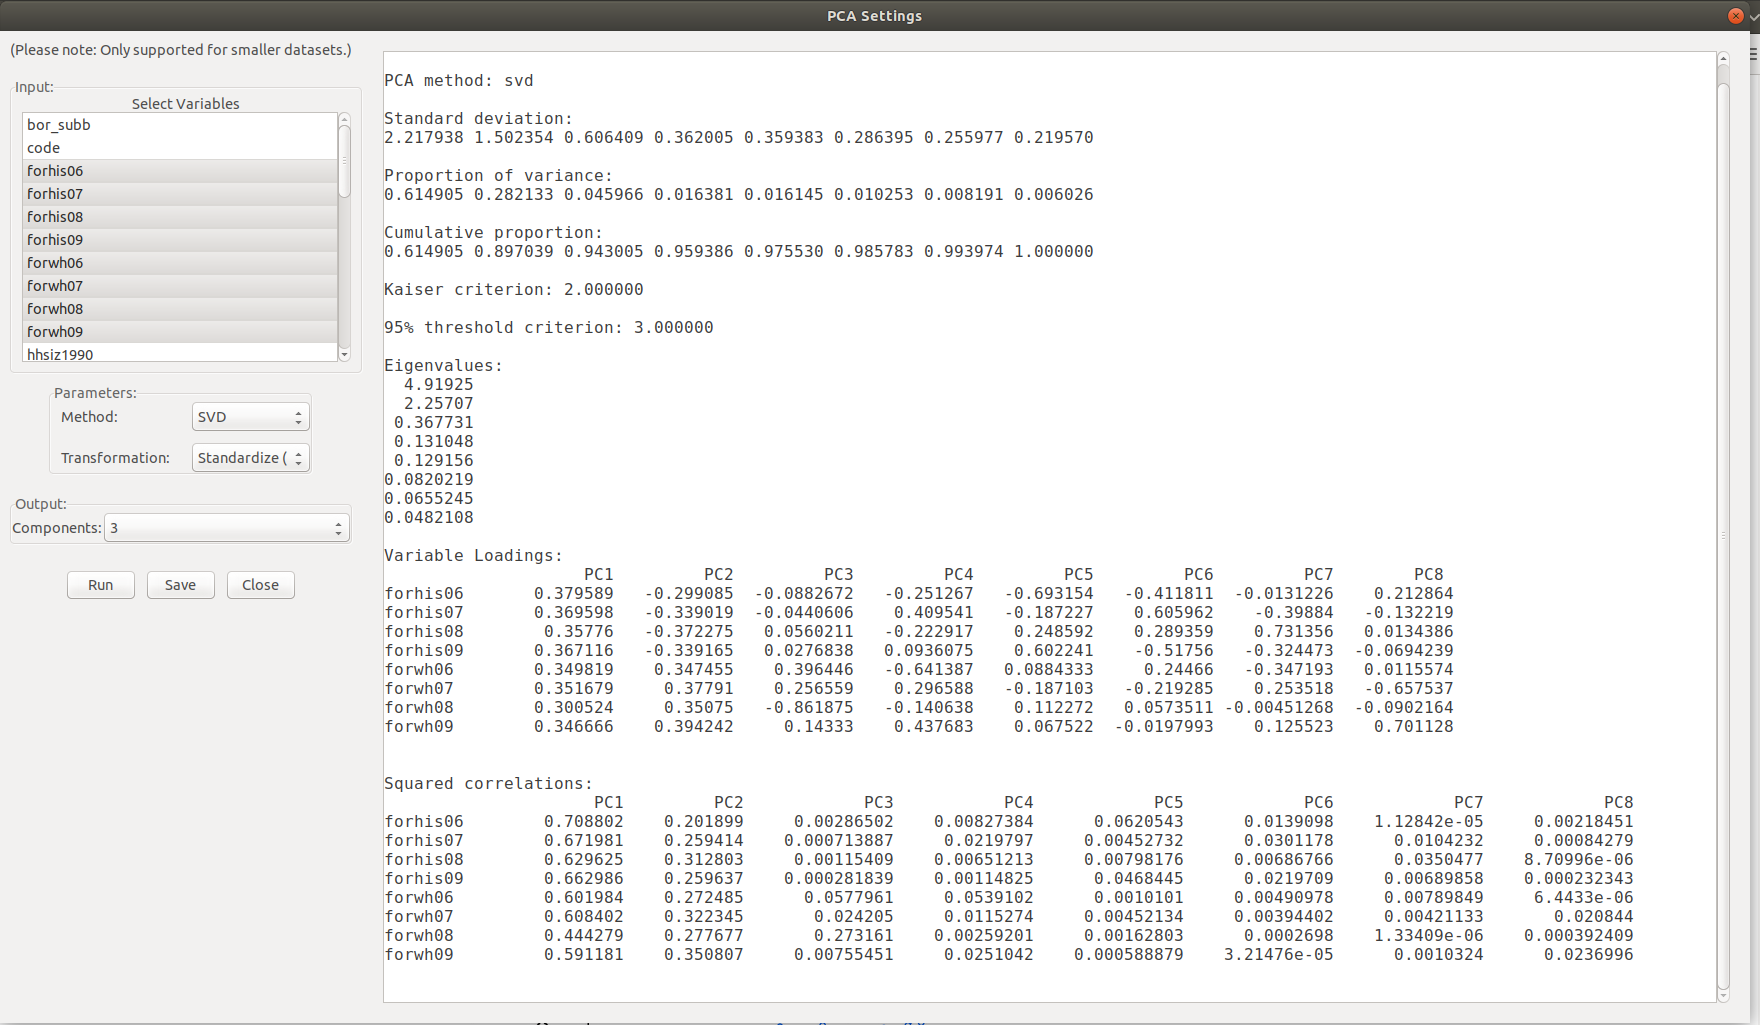 PCA Settings
(Please note: Only supported for smaller datasets.)
Input:
Select Variables
bor_subb
code
forhis06
forhis07
forhis08
forhis09
forwh06
forwh07
forwh08
forwh09
hhsiz1990
Parameters:
Method: SVD
Transformation: Standardize (
Output:
Components: 3
Run Save Close
PCA method: svd
Standard deviation:
2.217938 1.502354 0.606409 0.362005 0.359383 0.286395 0.255977 0.219570
Proportion of variance:
0.614905 0.282133 0.045966 0.016381 0.016145 0.010253 0.008191 0.006026
Cumulative proportion:
0.614905 0.897039 0.943005 0.959386 0.975530 0.985783 0.993974 1.000000
Kaiser criterion: 2.000000
95% threshold criterion: 3.000000
Eigenvalues:
4.91925
2.25707
0.367731
0.131048
0.129156
0.0820219
0.0655245
0.0482108
Variable Loadings:
PC1 PC2 PC3 PC4 PC5 PC6 PC7 PC8
forhis06 0.379589 -0.299085 -0.0882672 -0.251267 -0.693154 -0.411811 -0.0131226 0.212864
forhis07 0.369598 -0.339019 -0.0440606 0.409541 -0.187227 0.605962 -0.39884 -0.132219
forhis08 0.35776 -0.372275 0.0560211 -0.222917 0.248592 0.289359 0.731356 0.0134386
forhis09 0.367116 -0.339165 0.0276838 0.0936075 0.602241 -0.51756 -0.324473 -0.0694239
forwh06 0.349819 0.347455 0.396446 -0.641387 0.0884333 0.24466 -0.347193 0.0115574
forwh07 0.351679 0.37791 0.256559 0.296588 -0.187103 -0.219285 0.253518 -0.657537
forwh08 0.300524 0.35075 -0.861875 -0.140638 0.112272 0.0573511 -0.00451268 -0.0902164
forwh09 0.346666 0.394242 0.14333 0.437683 0.067522 -0.0197993 0.125523 0.701128
Squared correlations:
PC1 PC2 PC3 PC4 PC5 PC6 PC7 PC8
forhis06 0.708802 0.201899 0.00286502 0.00827384 0.0620543 0.0139098 1.12842e-05 0.00218451
forhis07 0.671981 0.259414 0.000713887 0.0219797 0.00452732 0.0301178 0.0104232 0.00084279
forhis08 0.629625 0.312803 0.00115409 0.00651213 0.00798176 0.00686766 0.0350477 8.70996e-06
forhis09 0.662986 0.259637 0.000281839 0.00114825 0.0468445 0.0219709 0.00689858 0.000232343
forwh06 0.601984 0.272485 0.0577961 0.0539102 0.0010101 0.00490978 0.00789849 6.4433e-06
forwh07 0.608402 0.322345 0.024205 0.0115274 0.00452134 0.00394402 0.00421133 0.020844
forwh08 0.444279 0.277677 0.273161 0.00259201 0.00162803 0.0002698 1.33409e-06 0.000392409
forwh09 0.591181 0.350807 0.00755451 0.0251042 0.000588879 3.21476e-05 0.0010324 0.0236996